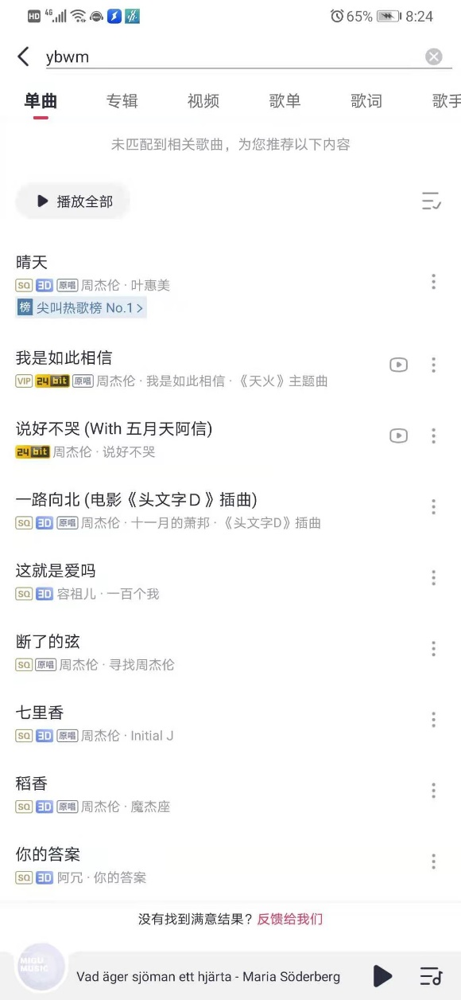 HD 4G 65% 8:24
ybwm
单曲 专辑 视频 歌单 歌词 歌手
未匹配到相关歌曲，为您推荐以下内容
播放全部
晴天
SQ 3D 原唱 周杰伦 · 叶惠美
榜 尖叫热歌榜 No.1 >
我是如此相信
VIP 24bit 原唱 周杰伦 · 我是如此相信 · 《天火》主题曲
说好不哭 (With 五月天阿信)
24bit 周杰伦 · 说好不哭
一路向北 (电影《头文字D》插曲)
SQ 3D 原唱 周杰伦 · 十一月的萧邦 · 《头文字D》插曲
这就是爱吗
SQ 3D 容祖儿 · 一百个我
断了的弦
SQ 原唱 周杰伦 · 寻找周杰伦
七里香
SQ 3D 原唱 周杰伦 · Initial J
稻香
SQ 3D 原唱 周杰伦 · 魔杰座
你的答案
SQ 3D 阿冗 · 你的答案
没有找到满意结果？反馈给我们
MIGU
MUSIC
Vad äger sjöman ett hjärta - Maria Söderberg